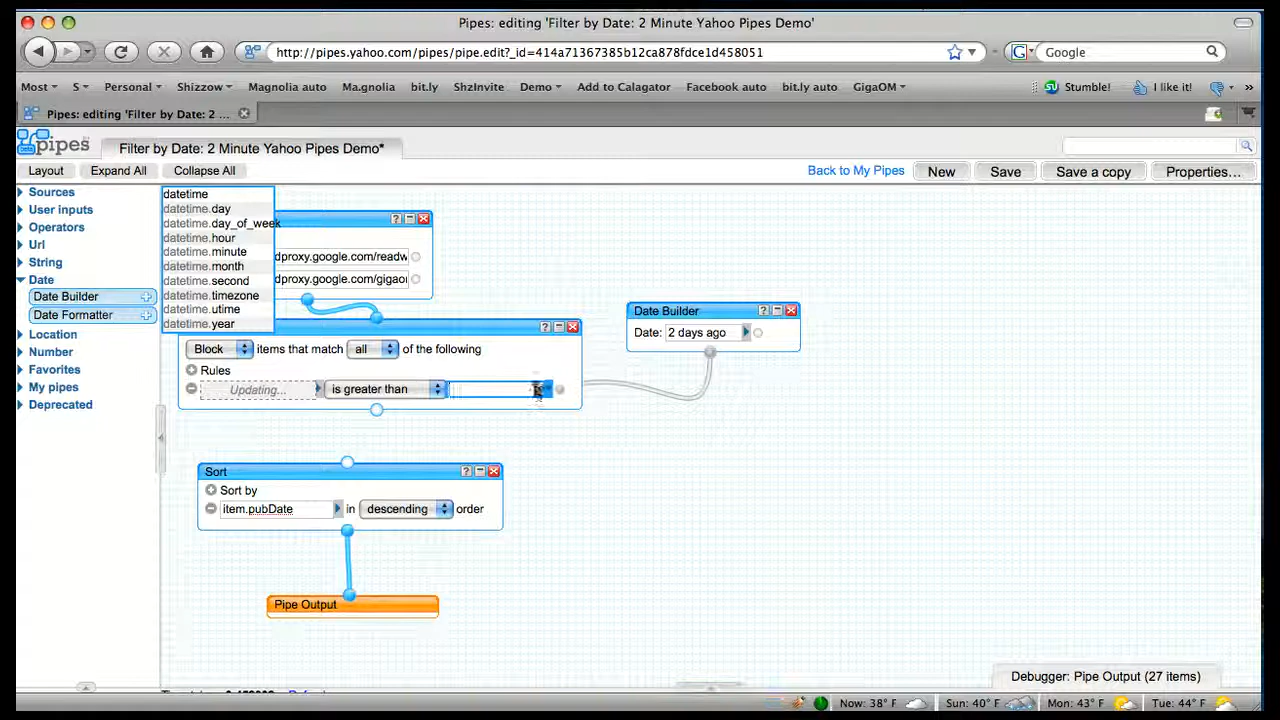 Pipes: editing 'Filter by Date: 2 Minute Yahoo Pipes Demo'
http://pipes.yahoo.com/pipes/pipe.edit?_id=414a71367385b12ca878fdce1d458051
Google
Most
S
Personal
Shizzow
Magnolia auto
Ma.gnolia
bit.ly
ShzInvite
Demo
Add to Calagator
Facebook auto
bit.ly auto
GigaOM
Stumble!
I like it!
»
Pipes: editing 'Filter by Date: 2 ...
pipes
Filter by Date: 2 Minute Yahoo Pipes Demo*
Layout
Expand All
Collapse All
Back to My Pipes
New
Save
Save a copy
Properties...
Sources
User inputs
Operators
Url
String
Date
Date Builder
Date Formatter
Location
Number
Favorites
My pipes
Deprecated
datetime
datetime.day
datetime.day_of_week
datetime.hour
datetime.minute
datetime.month
datetime.second
datetime.timezone
datetime.utime
datetime.year
dproxy.google.com/readw
dproxy.google.com/gigao
Block items that match all of the following
Rules
Updating... is greater than
Date Builder
Date: 2 days ago
Sort
Sort by
item.pubDate in descending order
Pipe Output
Debugger: Pipe Output (27 items)
Now: 38° F
Sun: 40° F
Mon: 43° F
Tue: 44° F